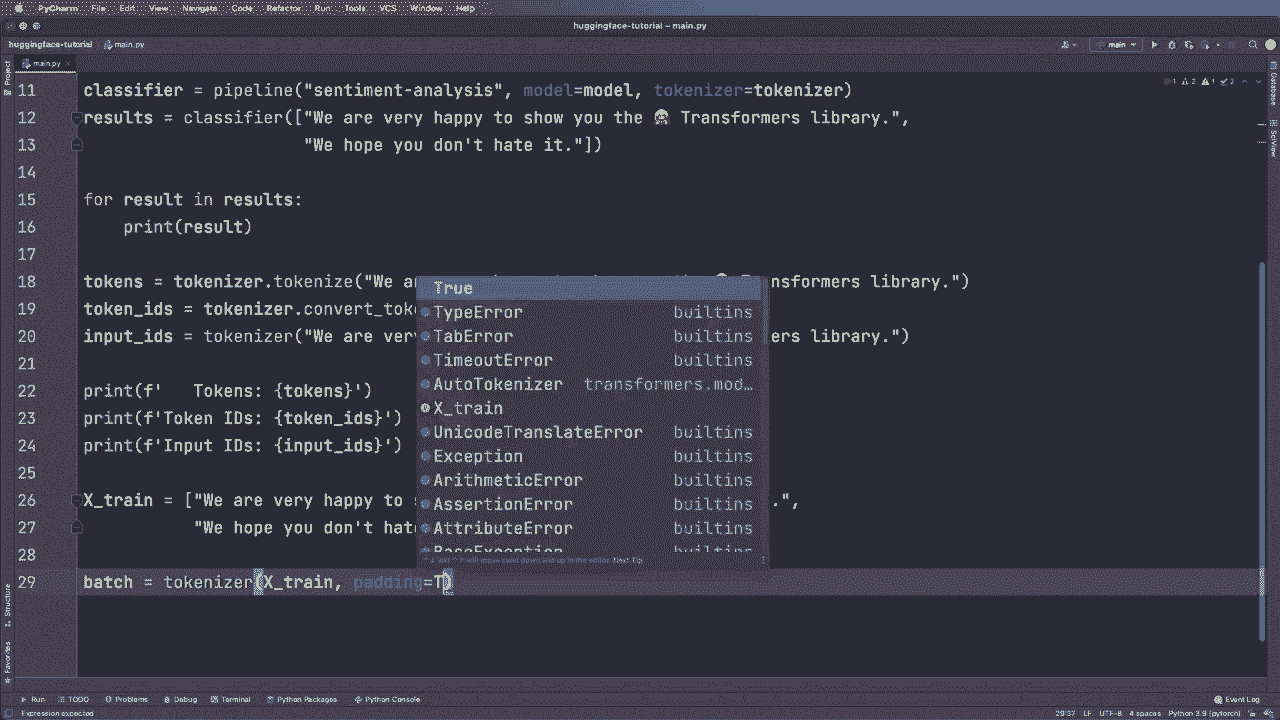 PyCharm File Edit View Navigate Code Refactor Run Tools VCS Window Help
huggingface-tutorial – main.py
huggingface-tutorial main.py main
Project
main.py
11 classifier = pipeline("sentiment-analysis", model=model, tokenizer=tokenizer)
12 results = classifier(["We are very happy to show you the 🤗 Transformers library.",
13 "We hope you don't hate it."])
14
15 for result in results:
16 print(result)
17
18 tokens = tokenizer.tokenize("We a nsformers library.")
19 token_ids = tokenizer.convert_tok
20 input_ids = tokenizer("We are ver ers library.")
21
22 print(f'   Tokens: {tokens}')
23 print(f'Token IDs: {token_ids}')
24 print(f'Input IDs: {input_ids}')
25
26 X_train = ["We are very happy to s .",
27 "We hope you don't hat
28
29 batch = tokenizer(X_train, padding=T)
True
TypeError builtins
TabError builtins
TimeoutError builtins
AutoTokenizer transformers.mod…
X_train
UnicodeTranslateError builtins
Exception builtins
ArithmeticError builtins
AssertionError builtins
AttributeError builtins
BaseException builtins
will move caret down and up in the editor Next Tip
Database
SciView
Structure
Favorites
Run TODO Problems Debug Terminal Python Packages Python Console Event Log
Expression expected 29:37 LF UTF-8 4 spaces Python 3.9 (pytorch)